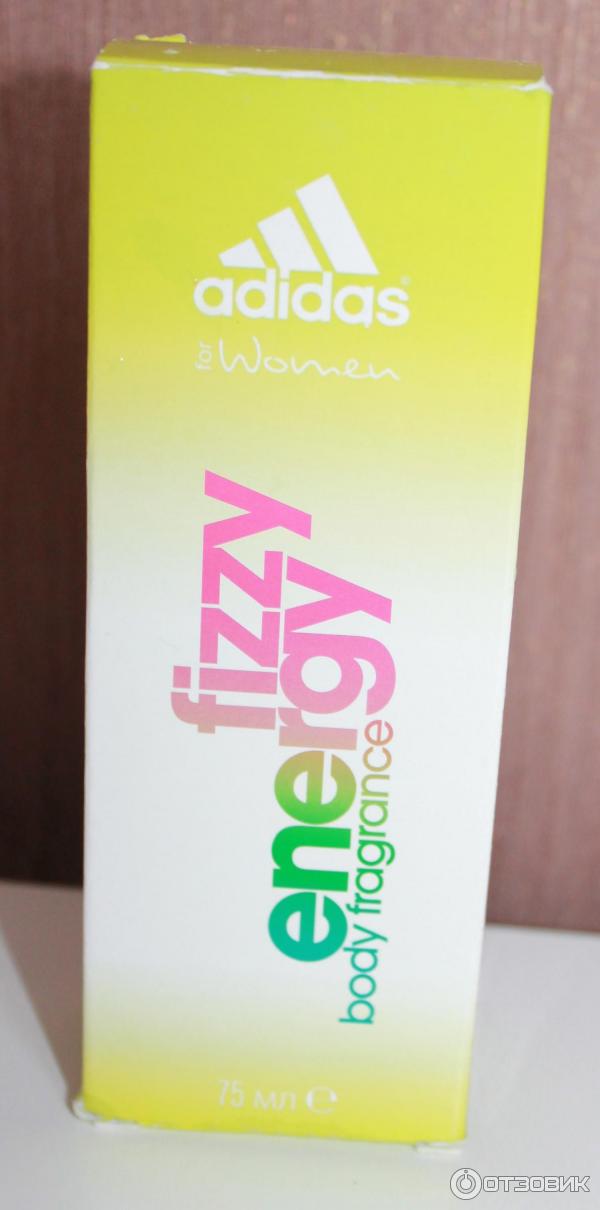 adidas®
for Women
fizzy
energy
body fragrance
75 мл ℮
ОТЗОВИК